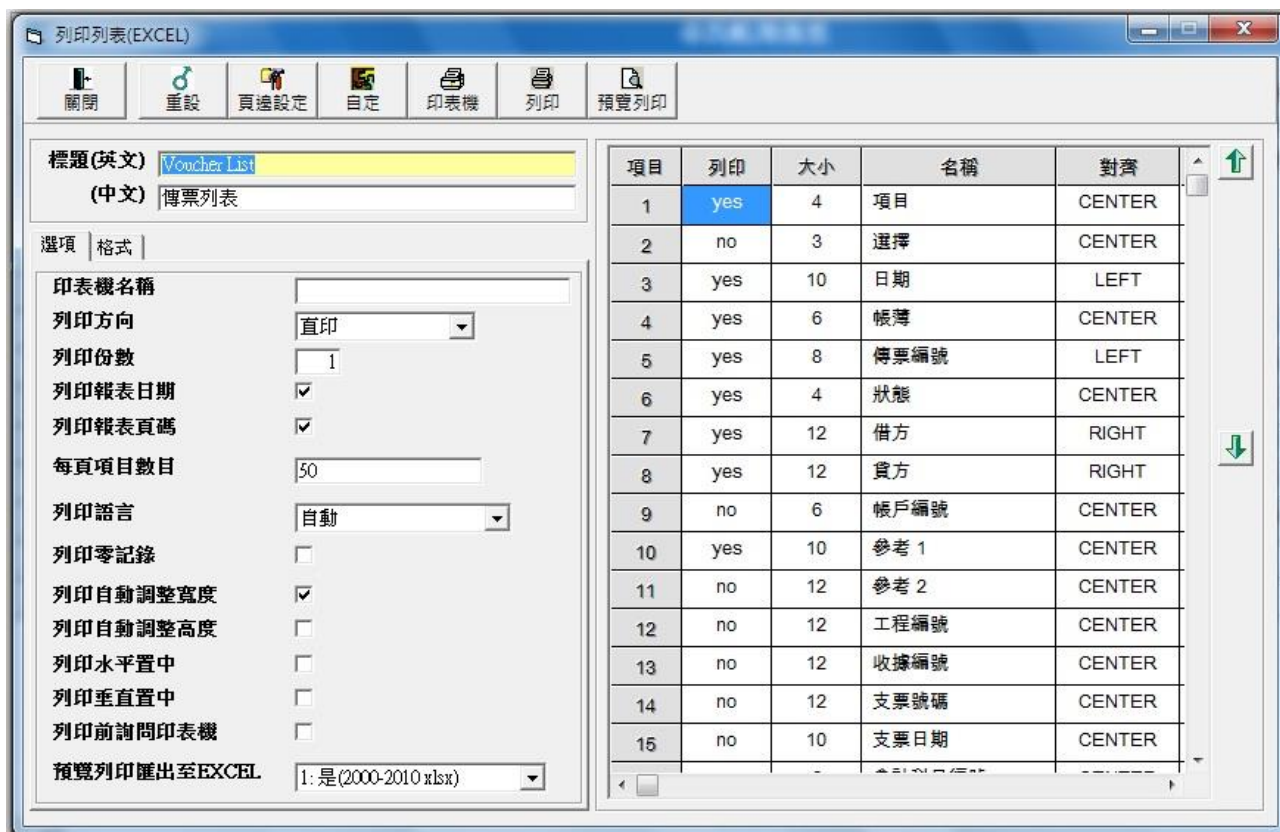 列印列表(EXCEL)
關閉 重設 頁邊設定 自定 印表機 列印 預覽列印
標題(英文) Voucher List
(中文) 傳票列表
選項 格式
印表機名稱
列印方向 直印
列印份數 1
列印報表日期
列印報表頁碼
每頁項目數目 50
列印語言 自動
列印零記錄
列印自動調整寬度
列印自動調整高度
列印水平置中
列印垂直置中
列印前詢問印表機
預覽列印匯出至EXCEL 1: 是(2000-2010 xlsx)
項目 列印 大小 名稱 對齊
1 yes 4 項目 CENTER
2 no 3 選擇 CENTER
3 yes 10 日期 LEFT
4 yes 6 帳薄 CENTER
5 yes 8 傳票編號 LEFT
6 yes 4 狀態 CENTER
7 yes 12 借方 RIGHT
8 yes 12 貸方 RIGHT
9 no 6 帳戶編號 CENTER
10 yes 10 參考 1 CENTER
11 no 12 參考 2 CENTER
12 no 12 工程編號 CENTER
13 no 12 收據編號 CENTER
14 no 12 支票號碼 CENTER
15 no 10 支票日期 CENTER